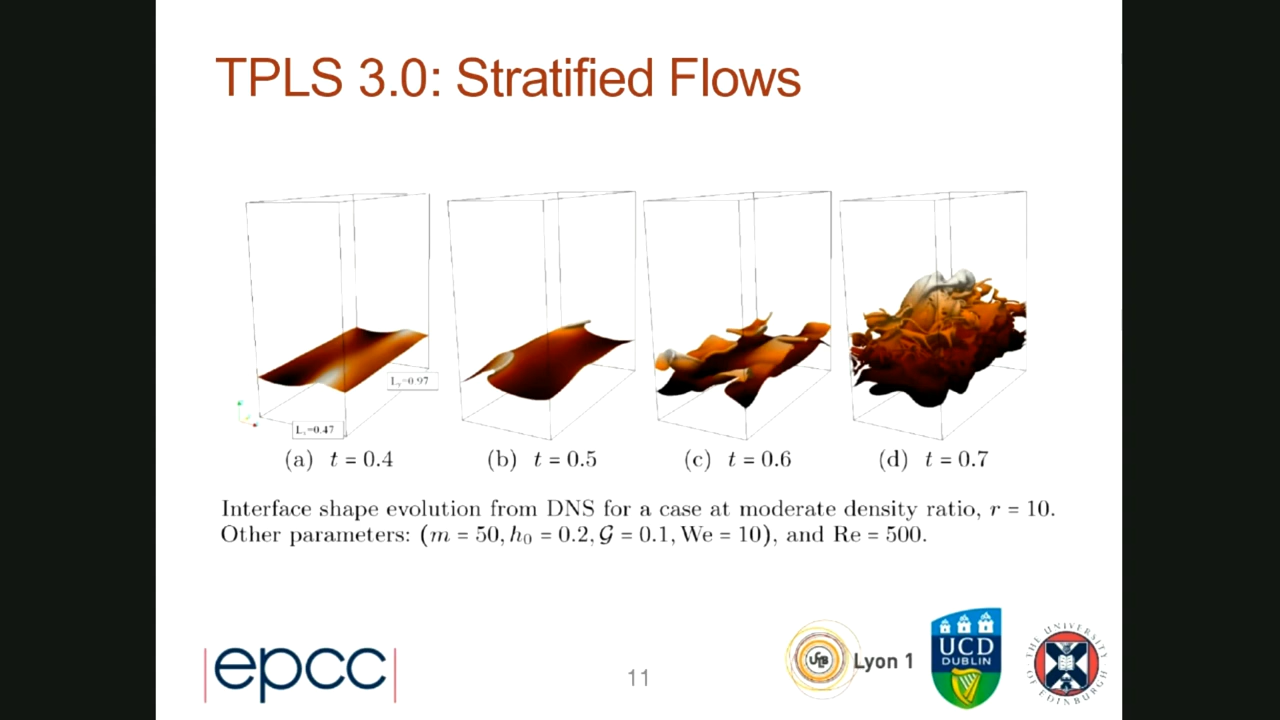 TPLS 3.0: Stratified Flows
L_y=0.97
L_z=0.47
(a) t = 0.4
(b) t = 0.5
(c) t = 0.6
(d) t = 0.7
Interface shape evolution from DNS for a case at moderate density ratio, r = 10.
Other parameters: (m = 50, h₀ = 0.2, 𝒢 = 0.1, We = 10), and Re = 500.
epcc
11
Lyon 1
UCD
DUBLIN
THE UNIVERSITY
OF EDINBURGH